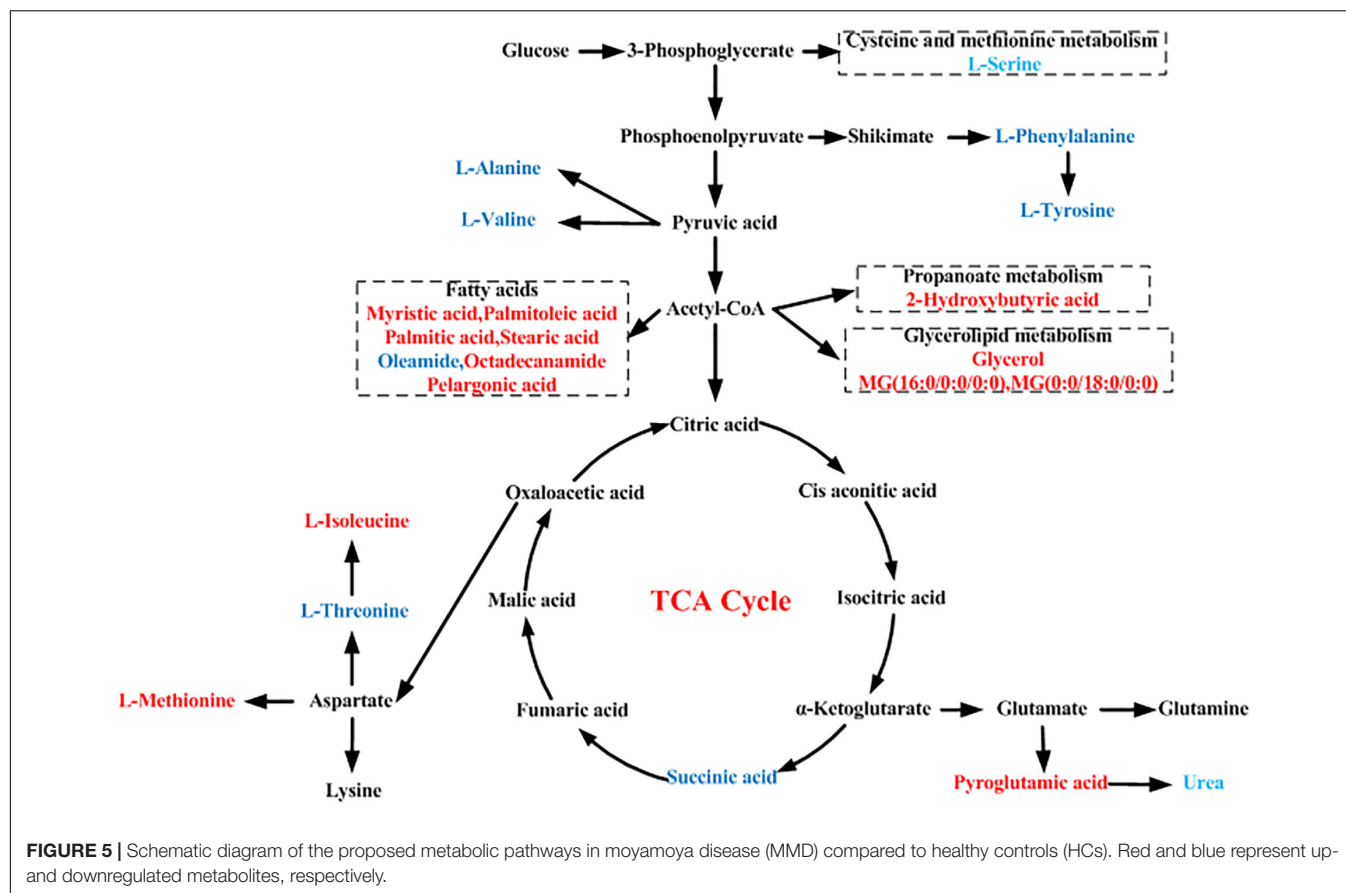 Glucose
3-Phosphoglycerate
Cysteine and methionine metabolism
L-Serine
Phosphoenolpyruvate
Shikimate
L-Phenylalanine
L-Tyrosine
L-Alanine
L-Valine
Pyruvic acid
Fatty acids
Myristic acid,Palmitoleic acid
Palmitic acid,Stearic acid
Oleamide,Octadecanamide
Pelargonic acid
Acetyl-CoA
Propanoate metabolism
2-Hydroxybutyric acid
Glycerolipid metabolism
Glycerol
MG(16:0/0:0/0:0),MG(0:0/18:0/0:0)
Citric acid
Oxaloacetic acid
Cis aconitic acid
L-Isoleucine
L-Threonine
Malic acid
TCA Cycle
Isocitric acid
L-Methionine
Aspartate
Fumaric acid
α-Ketoglutarate
Glutamate
Glutamine
Lysine
Succinic acid
Pyroglutamic acid
Urea
FIGURE 5 | Schematic diagram of the proposed metabolic pathways in moyamoya disease (MMD) compared to healthy controls (HCs). Red and blue represent up-
and downregulated metabolites, respectively.